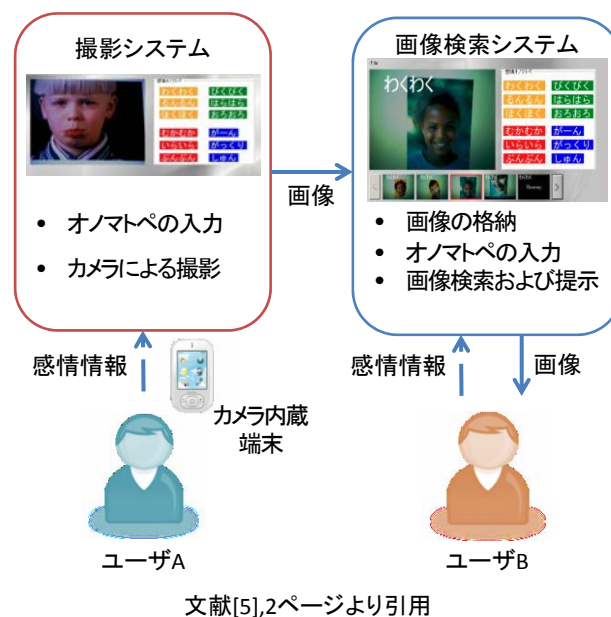 撮影システム
感情オノマトペ
わくわく びくびく
るんるん はらはら
ほくほく おろおろ
むかむか がーん
いらいら がっくり
ぷんぷん しゅん
• オノマトペの入力
• カメラによる撮影
画像
画像検索システム
わくわく
わくわく びくびく
るんるん はらはら
ほくほく おろおろ
むかむか がーん
いらいら がっくり
ぷんぷん しゅん
• 画像の格納
• オノマトペの入力
• 画像検索および提示
感情情報
カメラ内蔵
端末
ユーザA
感情情報
画像
ユーザB
文献[5],2ページより引用